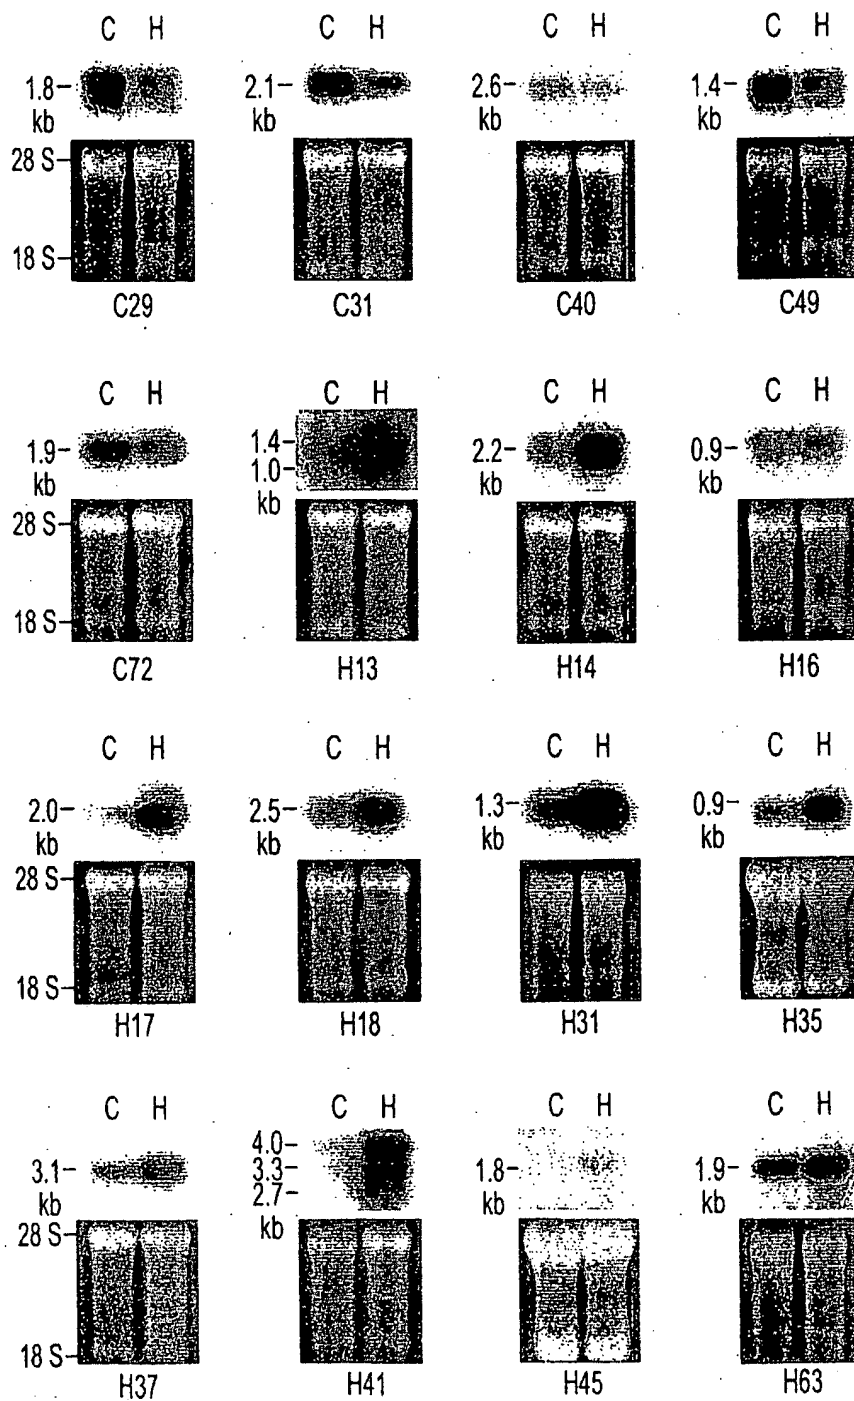 C H C H C H C H
1.8 2.1 2.6 1.4
kb kb kb kb
28 S
18 S
C29 C31 C40 C49
C H C H C H C H
1.9 1.4 2.2 0.9
1.0
kb kb kb kb
28 S
18 S
C72 H13 H14 H16
C H C H C H C H
2.0 2.5 1.3 0.9
kb kb kb kb
28 S
18 S
H17 H18 H31 H35
C H C H C H C H
4.0
3.1 3.3 1.8 1.9
2.7
kb kb kb kb
28 S
18 S
H37 H41 H45 H63